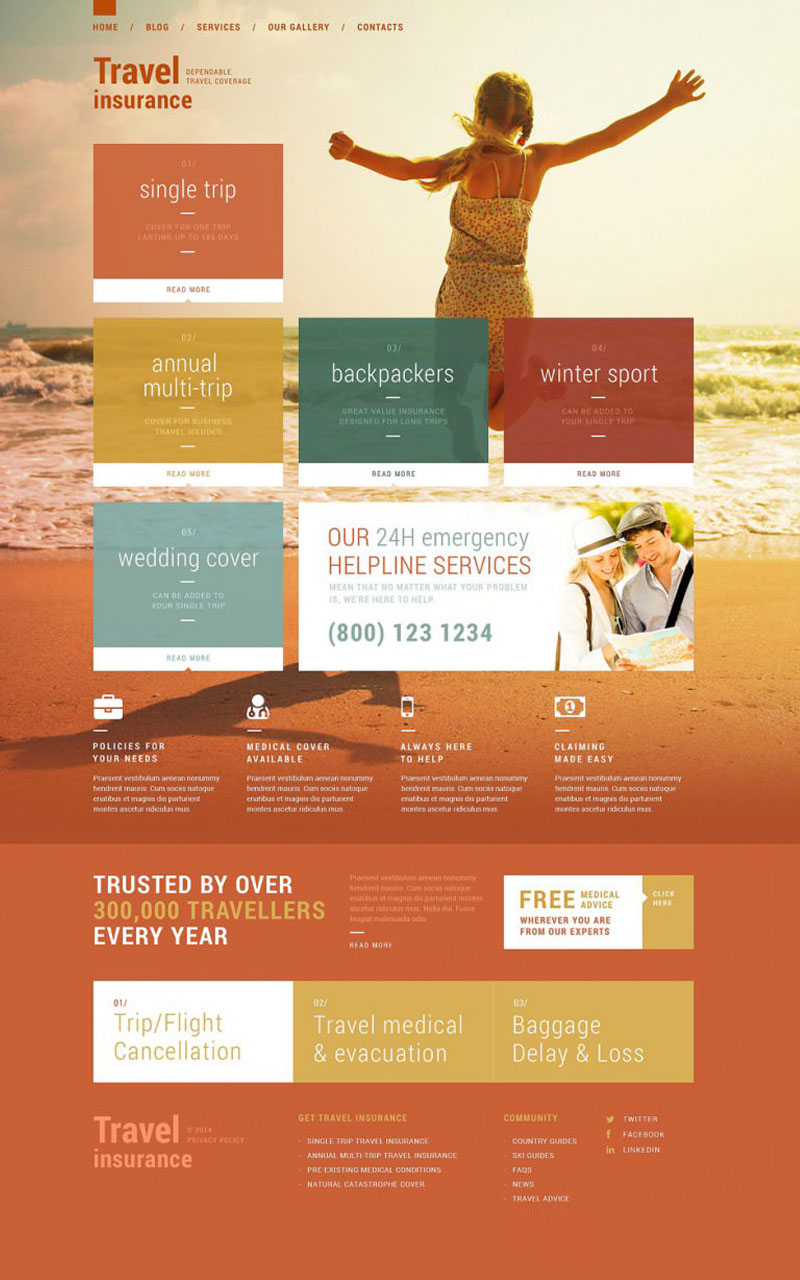 HOME / BLOG / SERVICES / OUR GALLERY / CONTACTS
Travel
insurance
DEPENDABLE
TRAVEL COVERAGE
01/
single trip
COVER FOR ONE TRIP
LASTING UP TO 185 DAYS
READ MORE
02/
annual
multi-trip
COVER FOR BUSINESS
TRAVEL ICLUDED
READ MORE
03/
backpackers
GREAT VALUE INSURANCE
DESIGNED FOR LONG TRIPS
READ MORE
04/
winter sport
CAN BE ADDED TO
YOUR SINGLE TRIP
READ MORE
05/
wedding cover
CAN BE ADDED TO
YOUR SINGLE TRIP
READ MORE
OUR 24H emergency
HELPLINE SERVICES
MEAN THAT NO MATTER WHAT YOUR PROBLEM
IS, WE'RE HERE TO HELP.
(800) 123 1234
POLICIES FOR
YOUR NEEDS
Praesent vestibulum aenean nonummy
hendrerit mauris. Cum sociis natoque
enatibus et magnis dis parturient
montes ascetur ridiculus mus.
MEDICAL COVER
AVAILABLE
Praesent vestibulum aenean nonummy
hendrerit mauris. Cum sociis natoque
enatibus et magnis dis parturient
montes ascetur ridiculus mus.
ALWAYS HERE
TO HELP
Praesent vestibulum aenean nonummy
hendrerit mauris. Cum sociis natoque
enatibus et magnis dis parturient
montes ascetur ridiculus mus.
1
CLAIMING
MADE EASY
Praesent vestibulum aenean nonummy
hendrerit mauris. Cum sociis natoque
enatibus et magnis dis parturient
montes ascetur ridiculus mus.
TRUSTED BY OVER
300,000 TRAVELLERS
EVERY YEAR
Praesent vestibulum aenean nonummy
hendrerit mauris. Cum sociis natoque
enatibus et magnis dis parturient montes
ascetur ridiculus mus. Nulla dui. Fusce
feugiat malesuada odio.
READ MORE
FREE MEDICAL
ADVICE
WHEREVER YOU ARE
FROM OUR EXPERTS
CLICK
HERE
01/
Trip/Flight
Cancellation
02/
Travel medical
& evacuation
03/
Baggage
Delay & Loss
Travel
insurance
© 2014
PRIVACY POLICY
GET TRAVEL INSURANCE
- SINGLE TRIP TRAVEL INSURANCE
- ANNUAL MULTI-TRIP TRAVEL INSURANCE
- PRE-EXISTING MEDICAL CONDITIONS
- NATURAL CATASTROPHE COVER
COMMUNITY
- COUNTRY GUIDES
- SKI GUIDES
- FAQS
- NEWS
- TRAVEL ADVICE
TWITTER
f FACEBOOK
in LINKEDIN